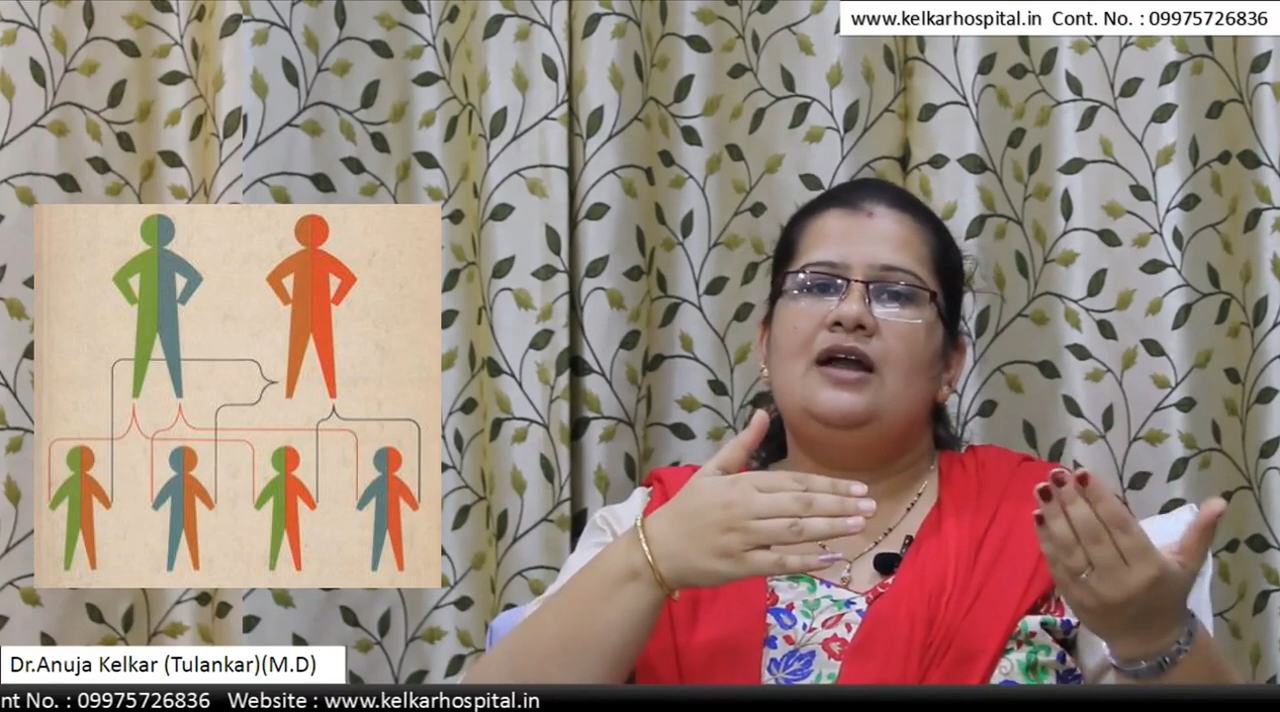 www.kelkarhospital.in Cont. No. : 09975726836
Dr.Anuja Kelkar (Tulankar)(M.D)
nt No. : 09975726836 Website : www.kelkarhospital.in